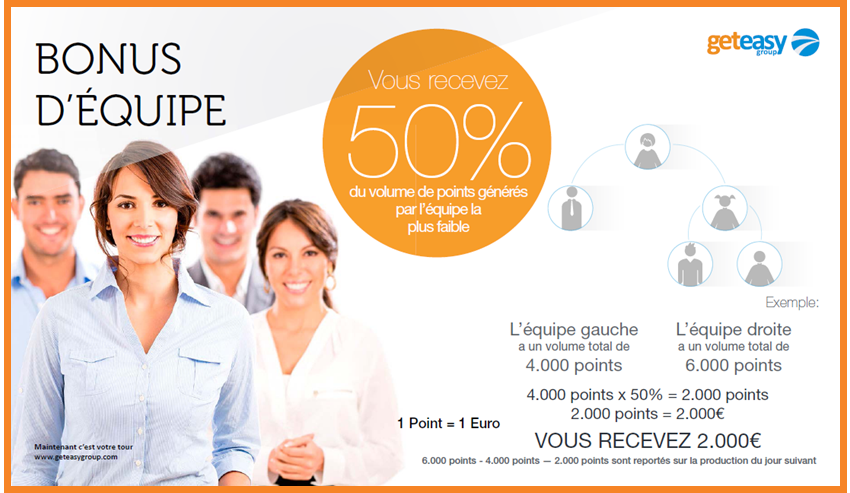 BONUS
D'ÉQUIPE
geteasy
group
Vous recevez
50%
du volume de points générés
par l'équipe la
plus faible
Exemple:
L'équipe gauche
a un volume total de
4.000 points
L'équipe droite
a un volume total de
6.000 points
4.000 points x 50% = 2.000 points
2.000 points = 2.000€
1 Point = 1 Euro
VOUS RECEVEZ 2.000€
6.000 points - 4.000 points — 2.000 points sont reportés sur la production du jour suivant
Maintenant c'est votre tour
www.geteasygroup.com